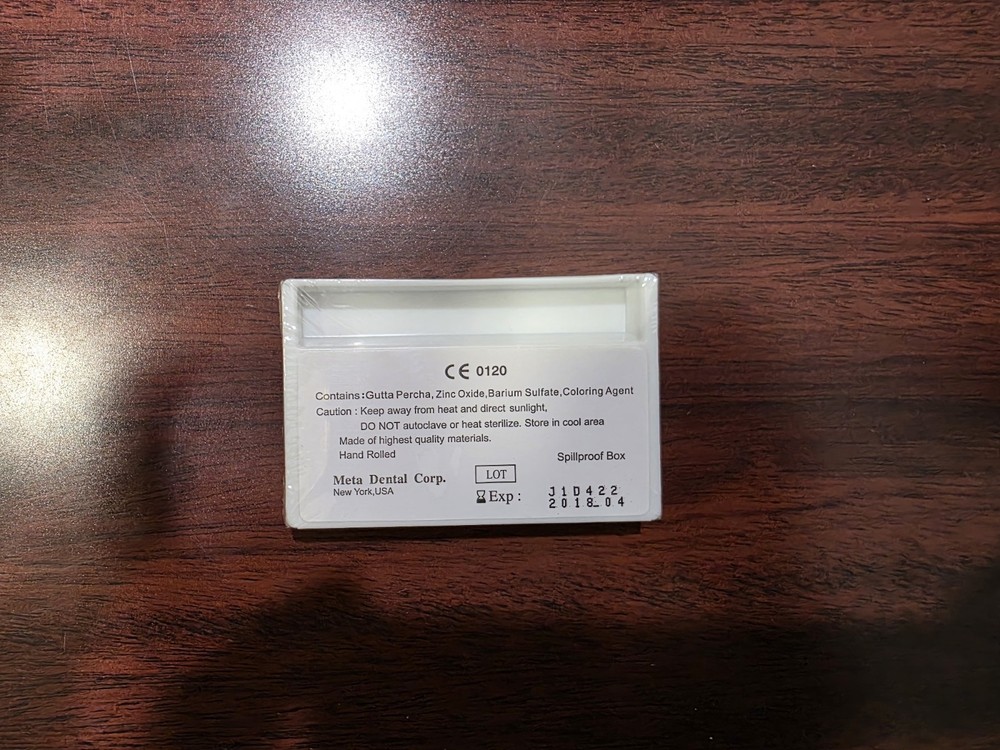 CE 0120
Contains:Gutta Percha, Zinc Oxide,Barium Sulfate,Coloring Agent
Caution : Keep away from heat and direct sunlight,
DO NOT autoclave or heat sterilize. Store in cool area
Made of highest quality materials.
Hand Rolled
Spillproof Box
Meta Dental Corp.
New York,USA
LOT J1D422
Exp : 2018_04